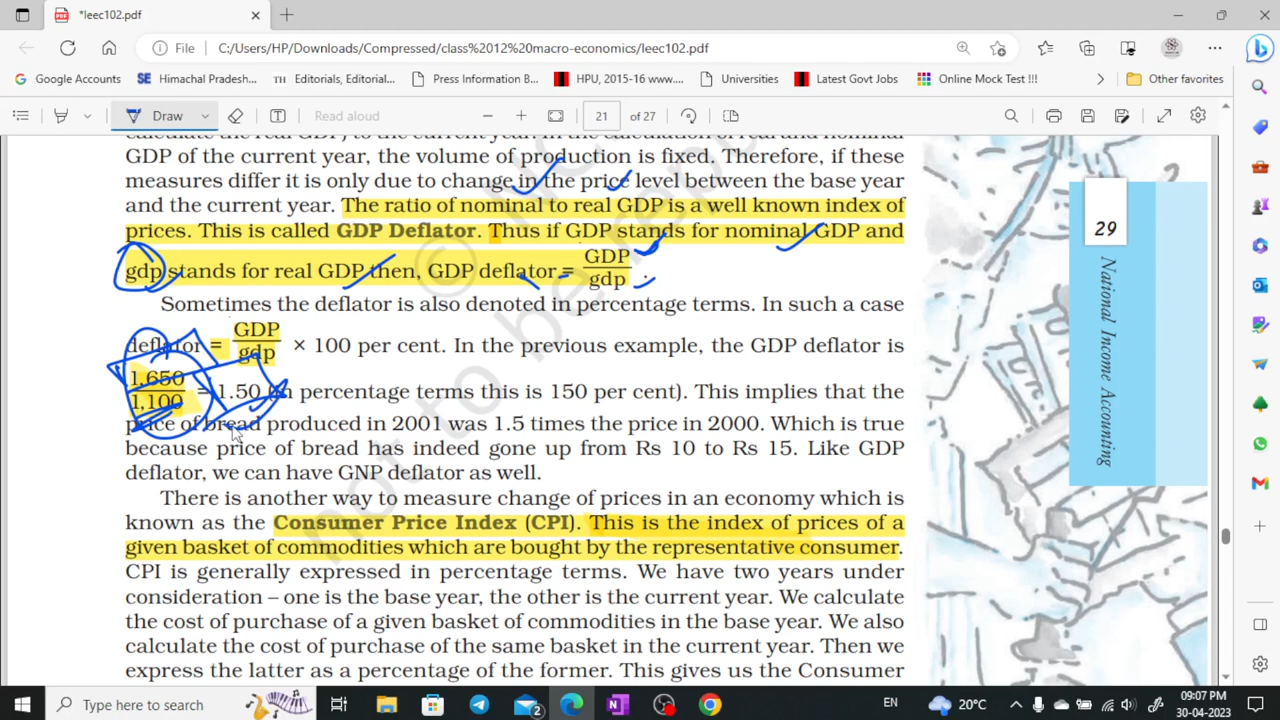 *leec102.pdf
File C:/Users/HP/Downloads/Compressed/class%2012%20macro-economics/leec102.pdf
Google Accounts SE Himachal Pradesh... TH Editorials, Editorial... Press Information B... HPU, 2015-16 www.... Universities Latest Govt Jobs Online Mock Test !!! Other favorites
Draw Read aloud 21 of 27
GDP of the current year, the volume of production is fixed. Therefore, if these
measures differ it is only due to change in the price level between the base year
and the current year. The ratio of nominal to real GDP is a well known index of
prices. This is called GDP Deflator. Thus if GDP stands for nominal GDP and
gdp stands for real GDP then, GDP deflator = GDP/gdp .
Sometimes the deflator is also denoted in percentage terms. In such a case
deflator = GDP/gdp × 100 per cent. In the previous example, the GDP deflator is
1,650/1,100 = 1.50 (in percentage terms this is 150 per cent). This implies that the
price of bread produced in 2001 was 1.5 times the price in 2000. Which is true
because price of bread has indeed gone up from Rs 10 to Rs 15. Like GDP
deflator, we can have GNP deflator as well.
There is another way to measure change of prices in an economy which is
known as the Consumer Price Index (CPI). This is the index of prices of a
given basket of commodities which are bought by the representative consumer.
CPI is generally expressed in percentage terms. We have two years under
consideration – one is the base year, the other is the current year. We calculate
the cost of purchase of a given basket of commodities in the base year. We also
calculate the cost of purchase of the same basket in the current year. Then we
express the latter as a percentage of the former. This gives us the Consumer
29
National Income Accounting
Type here to search
2
20°C
EN
09:07 PM
30-04-2023